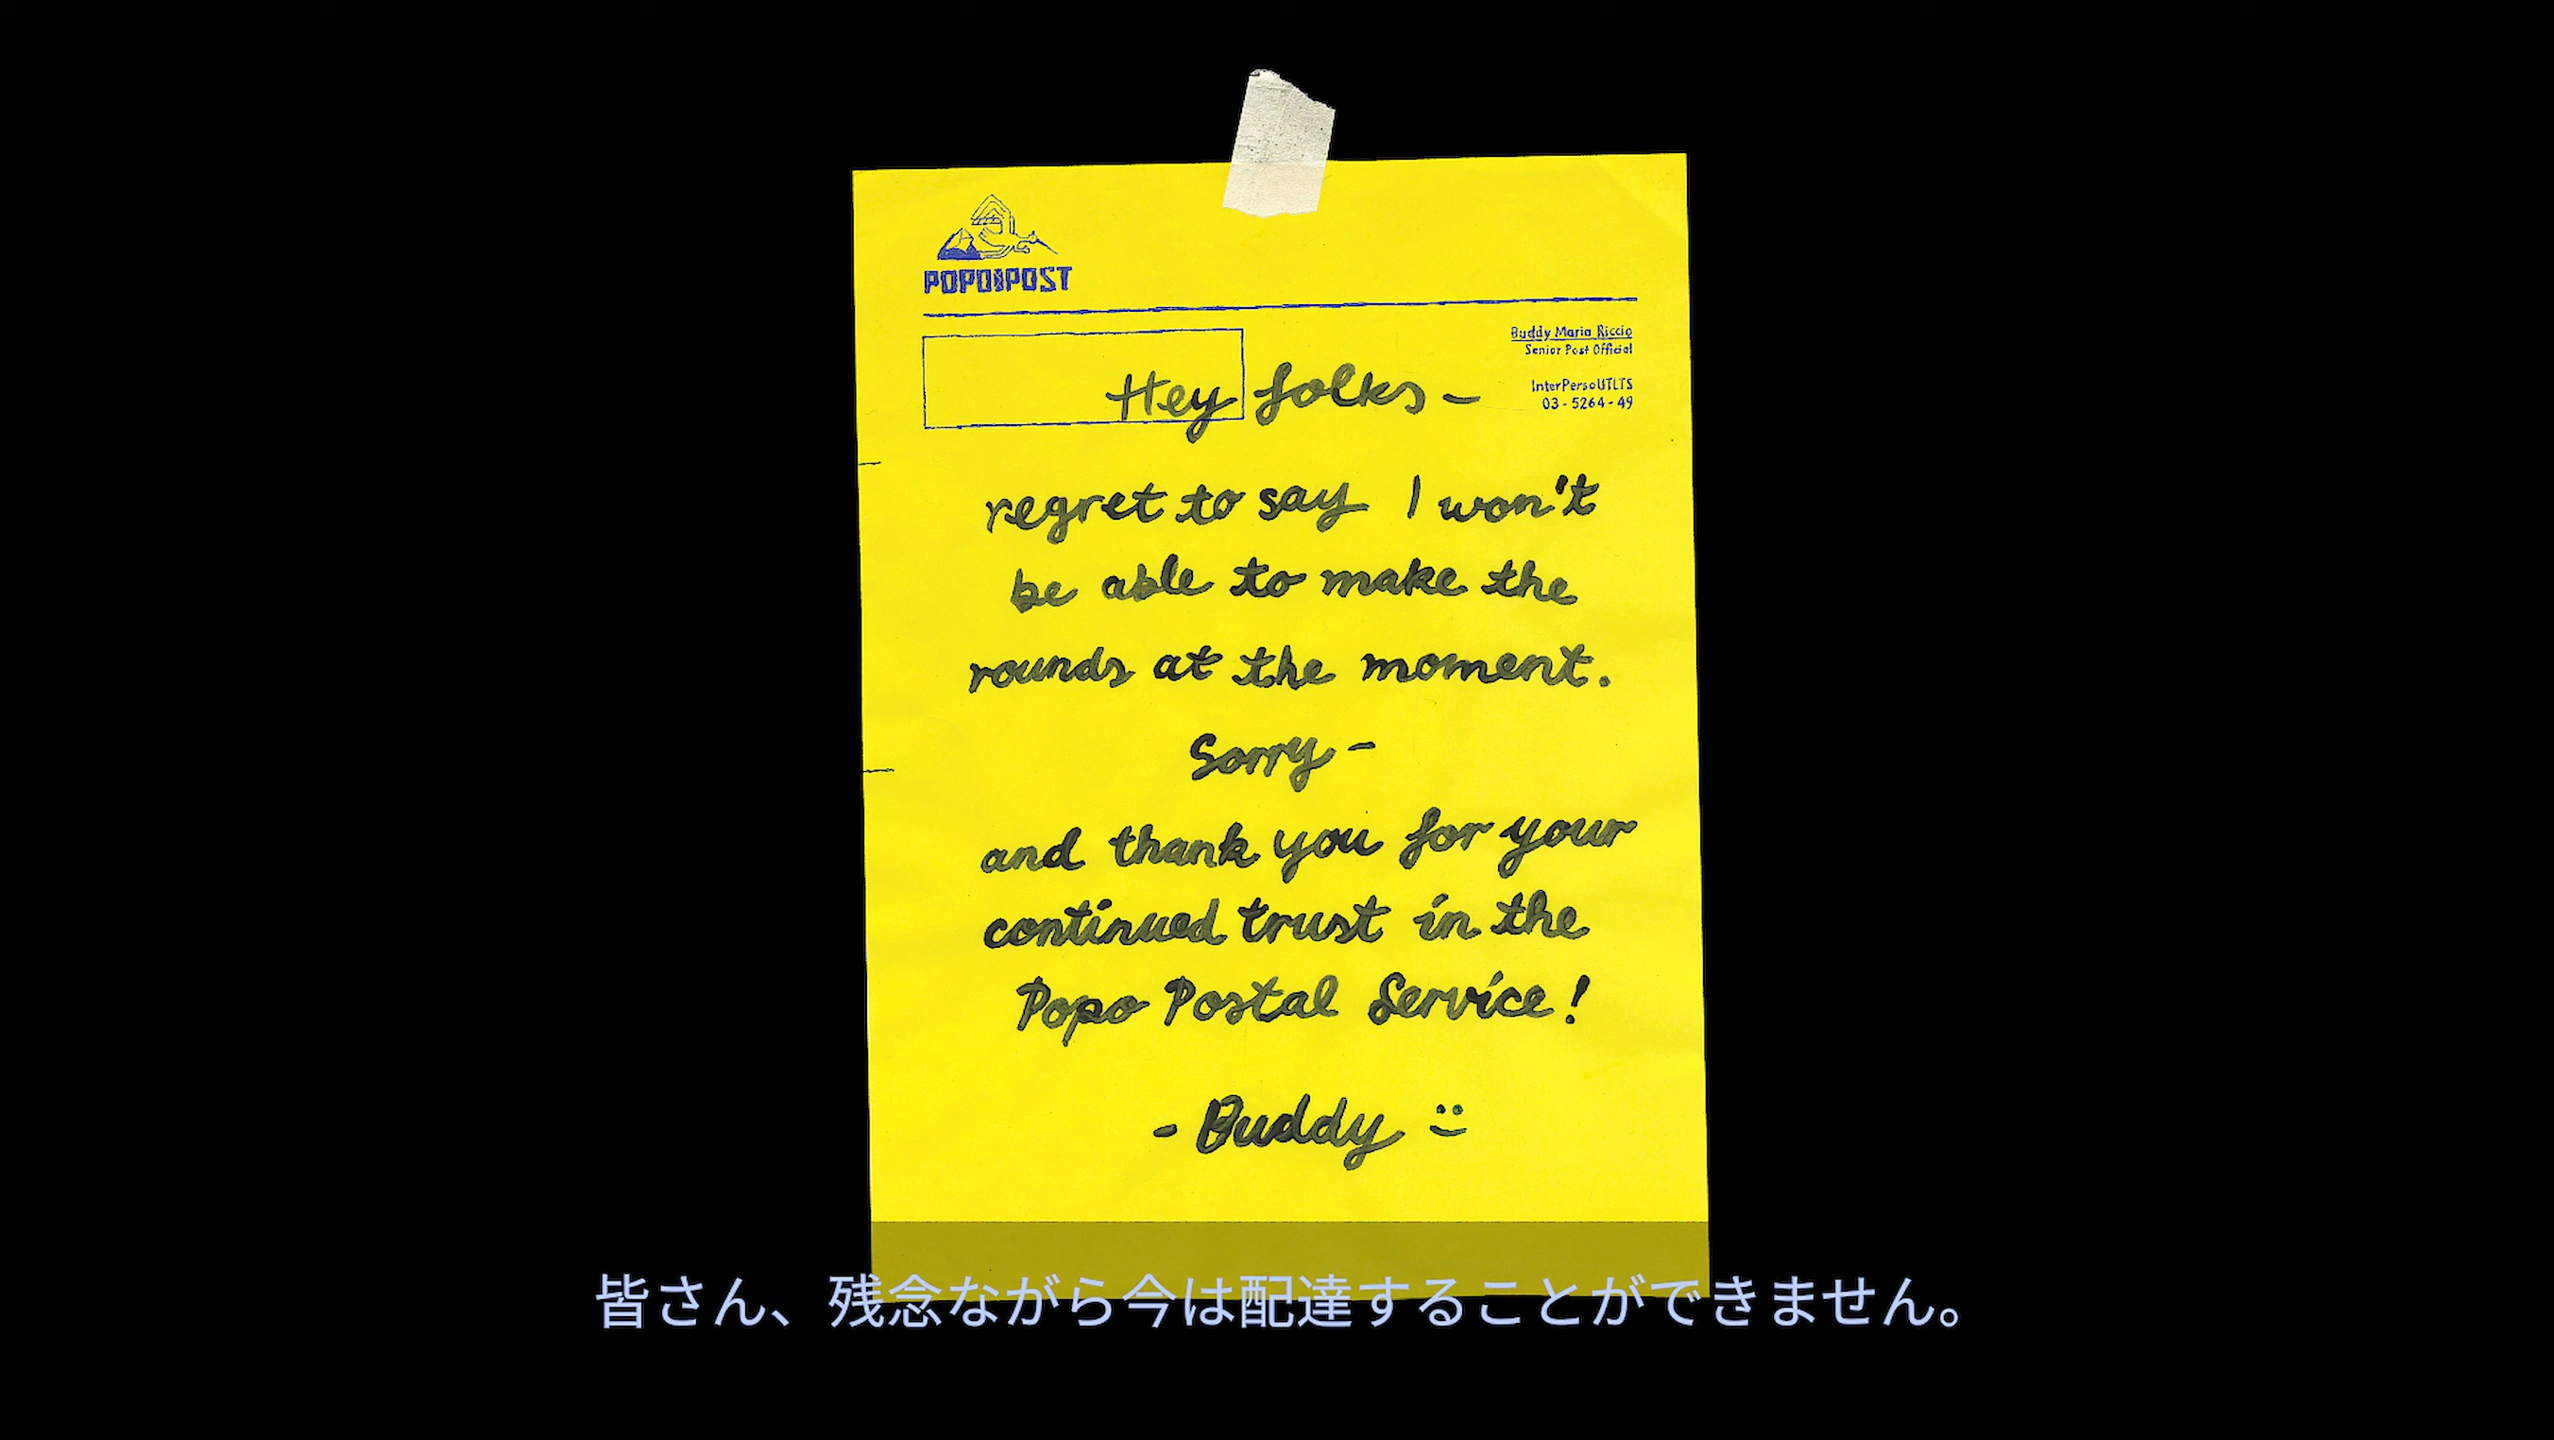 POPO!POST
Buddy Maria Riccio
Senior Post Official
InterPersoUTLTS
03-5264-49
Hey folks -
regret to say I won't
be able to make the
rounds at the moment.
Sorry -
and thank you for your
continued trust in the
Popo Postal Service!
- Buddy :)
皆さん、残念ながら今は配達することができません。